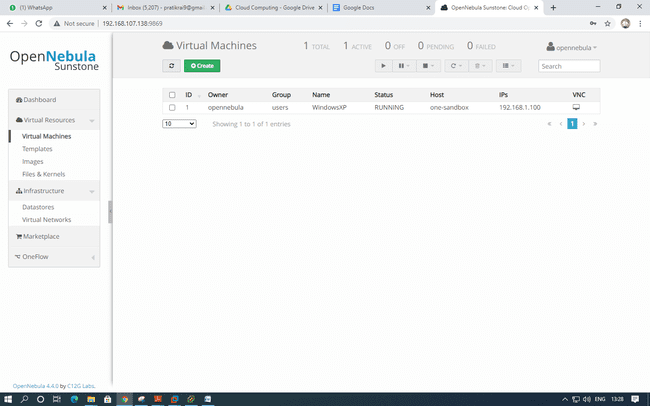 (1) WhatsApp
Inbox (5,207) - pratikrai9@gmai
Cloud Computing - Google Drive
Google Docs
OpenNebula Sunstone: Cloud Op
Not secure | 192.168.107.138:9869
OpenNebula
Sunstone
Virtual Machines
1 TOTAL 1 ACTIVE 0 OFF 0 PENDING 0 FAILED
opennebula
Create
Search
Dashboard
Virtual Resources
Virtual Machines
Templates
Images
Files & Kernels
Infrastructure
Datastores
Virtual Networks
Marketplace
OneFlow
ID Owner Group Name Status Host IPs VNC
1 opennebula users WindowsXP RUNNING one-sandbox 192.168.1.100
10 Showing 1 to 1 of 1 entries
« ‹ 1 › »
OpenNebula 4.4.0 by C12G Labs.
ENG 13:28